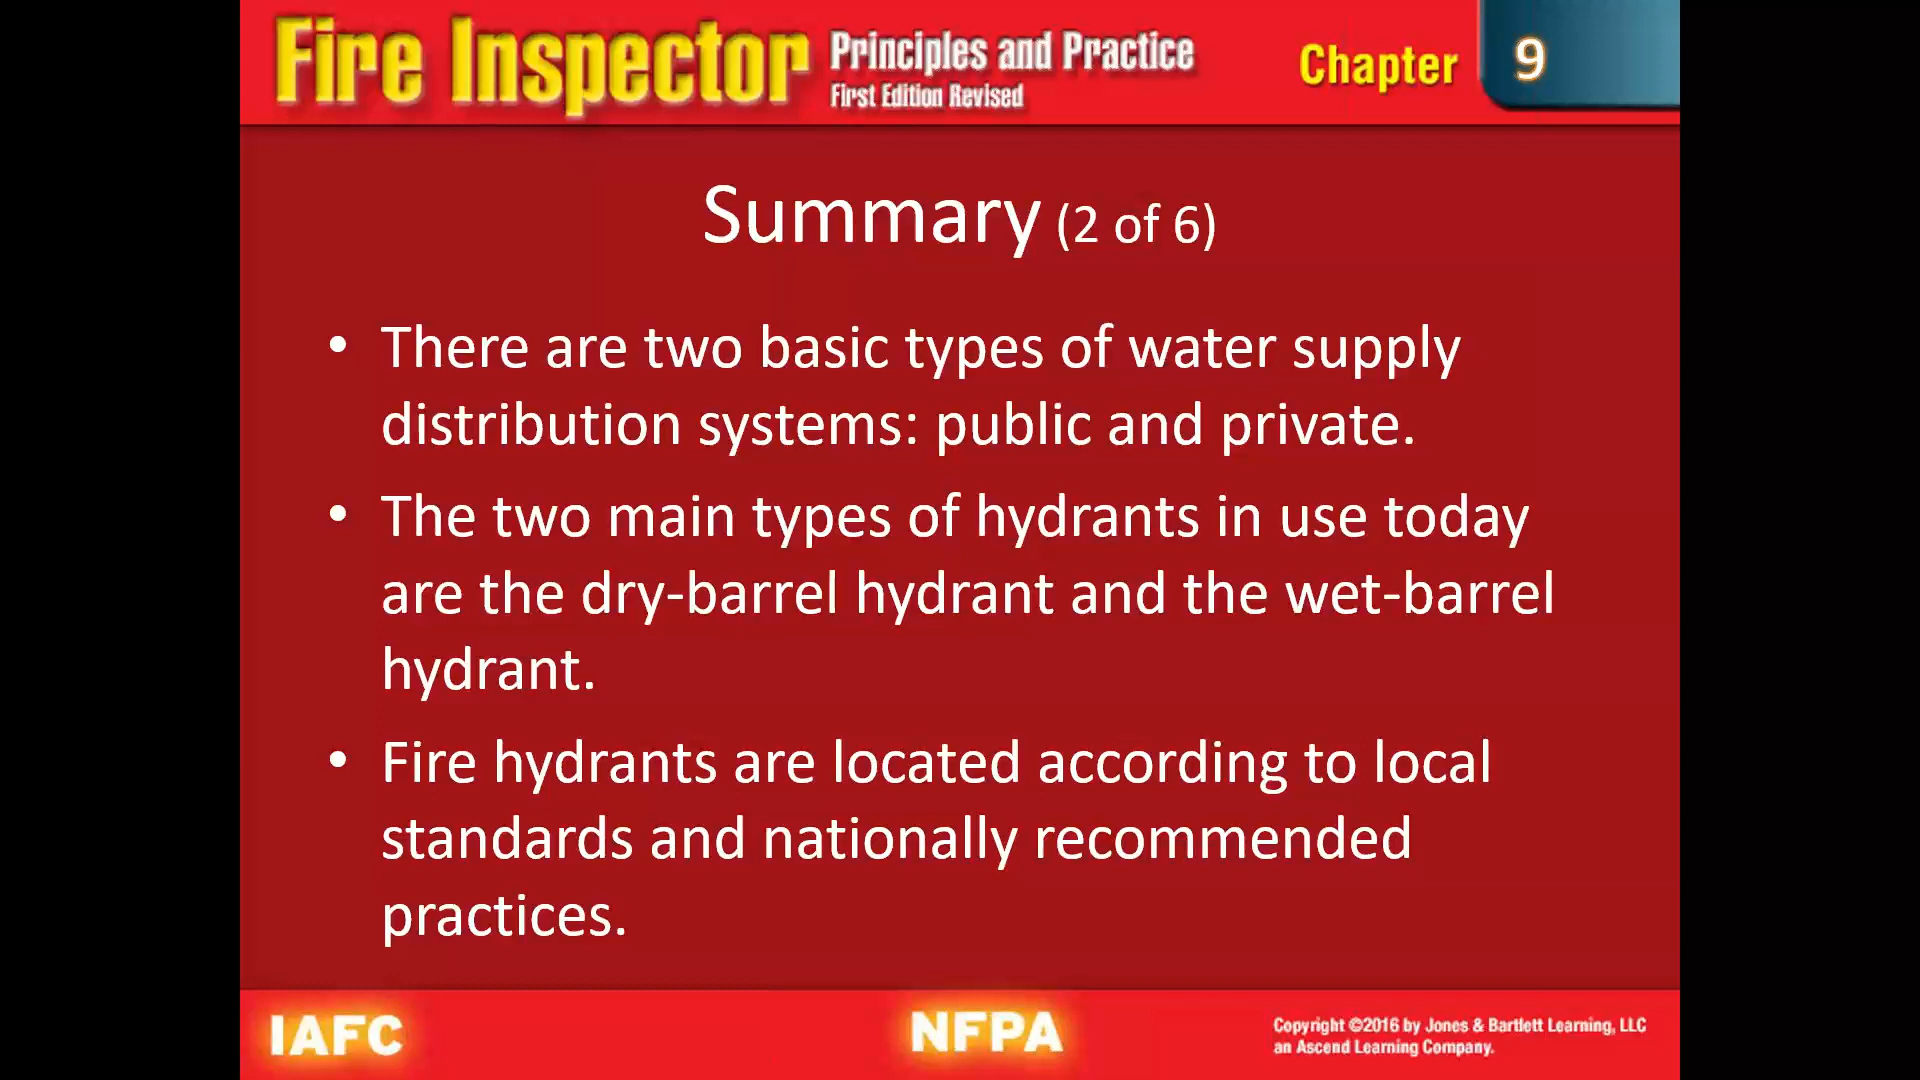 Fire Inspector Principles and Practice
First Edition Revised
Chapter 9
Summary (2 of 6)
• There are two basic types of water supply
distribution systems: public and private.
• The two main types of hydrants in use today
are the dry-barrel hydrant and the wet-barrel
hydrant.
• Fire hydrants are located according to local
standards and nationally recommended
practices.
IAFC
NFPA
Copyright ©2016 by Jones & Bartlett Learning, LLC
an Ascend Learning Company.